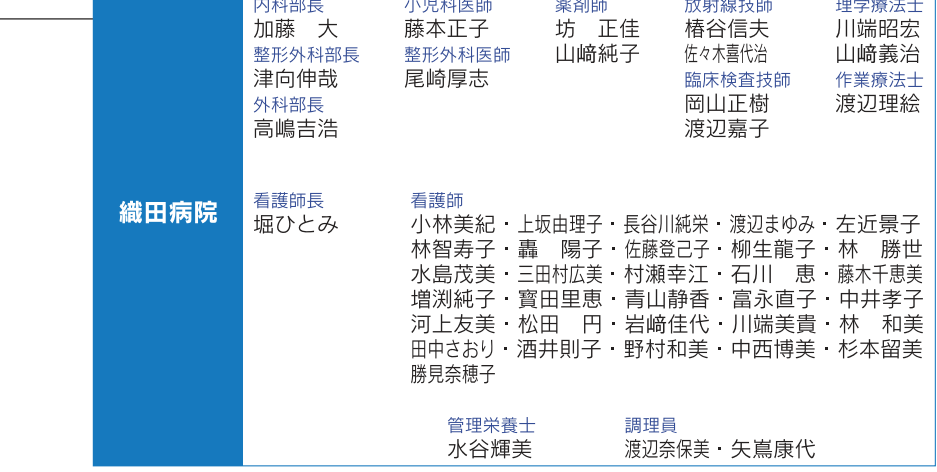 内科部長　小児科医師　薬剤師　放射線技師　理学療法士
加藤　大　藤本正子　坊　正佳　椿谷信夫　川端昭宏
整形外科部長　整形外科医師　山﨑純子　佐々木喜代治　山﨑義治
津向伸哉　尾崎厚志　臨床検査技師　作業療法士
外科部長　岡山正樹　渡辺理絵
高嶋吉浩　渡辺嘉子
織田病院
看護師長　看護師
堀ひとみ　小林美紀・上坂由理子・長谷川純栄・渡辺まゆみ・左近景子
林智寿子・轟　陽子・佐藤登己子・柳生龍子・林　勝世
水島茂美・三田村広美・村瀬幸江・石川　恵・藤木千恵美
増渕純子・寳田里恵・青山静香・富永直子・中井孝子
河上友美・松田　円・岩﨑佳代・川端美貴・林　和美
田中さおり・酒井則子・野村和美・中西博美・杉本留美
勝見奈穂子
管理栄養士　調理員
水谷輝美　渡辺奈保美・矢嶌康代